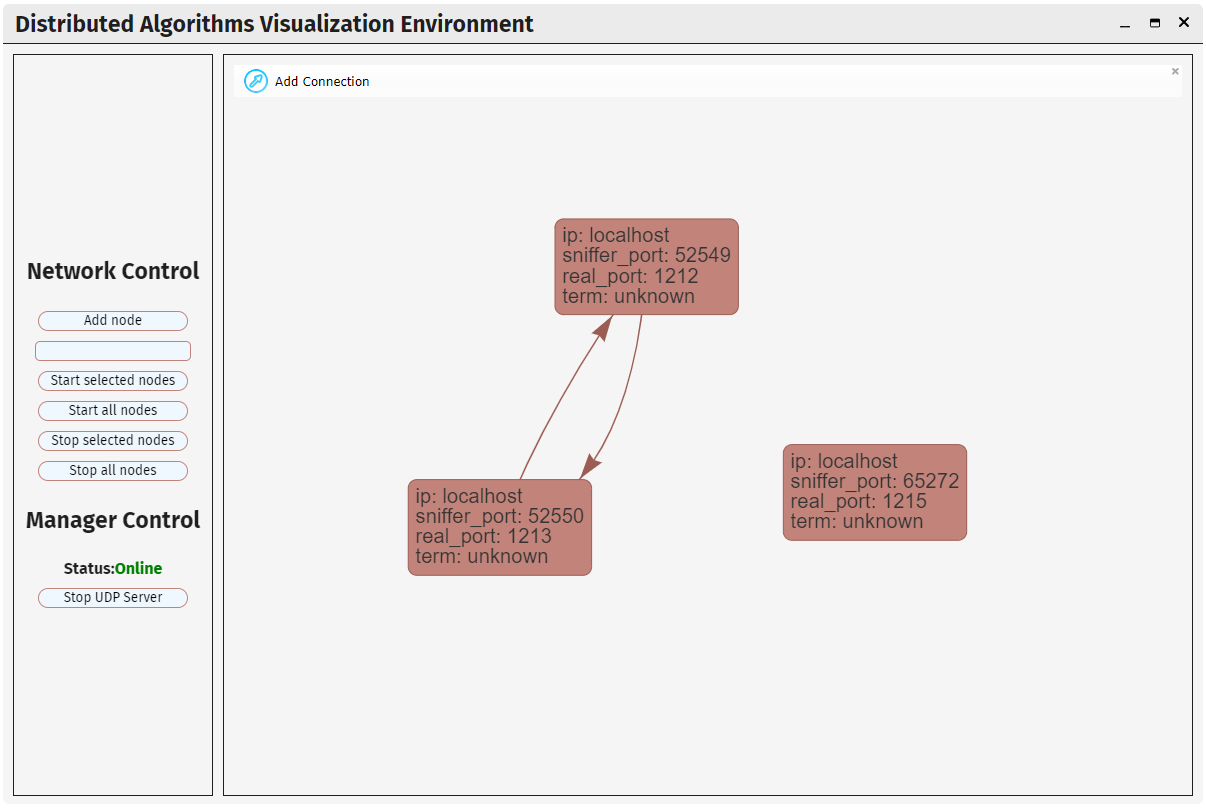 Distributed Algorithms Visualization Environment
Network Control
Add node
Start selected nodes
Start all nodes
Stop selected nodes
Stop all nodes
Manager Control
Status:Online
Stop UDP Server
Add Connection
ip: localhost
sniffer_port: 52549
real_port: 1212
term: unknown
ip: localhost
sniffer_port: 52550
real_port: 1213
term: unknown
ip: localhost
sniffer_port: 65272
real_port: 1215
term: unknown